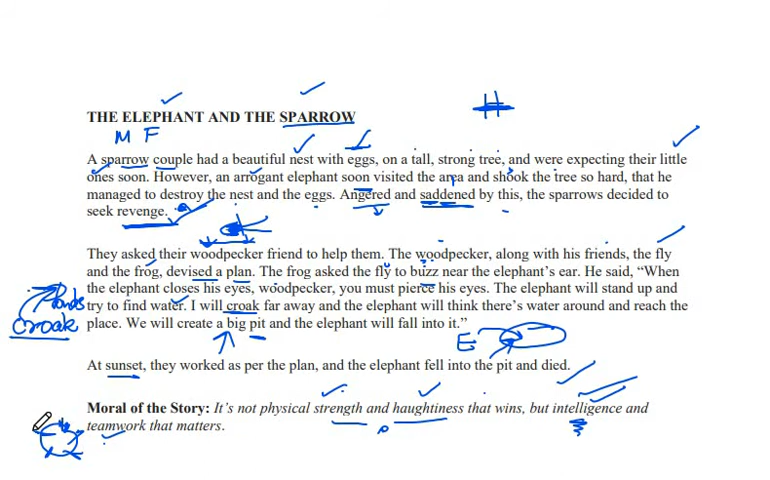 THE ELEPHANT AND THE SPARROW
M F
A sparrow couple had a beautiful nest with eggs, on a tall, strong tree, and were expecting their little
ones soon. However, an arrogant elephant soon visited the area and shook the tree so hard, that he
managed to destroy the nest and the eggs. Angered and saddened by this, the sparrows decided to
seek revenge.
They asked their woodpecker friend to help them. The woodpecker, along with his friends, the fly
and the frog, devised a plan. The frog asked the fly to buzz near the elephant's ear. He said, “When
the elephant closes his eyes, woodpecker, you must pierce his eyes. The elephant will stand up and
try to find water. I will croak far away and the elephant will think there's water around and reach the
croak
place. We will create a big pit and the elephant will fall into it.”
E
At sunset, they worked as per the plan, and the elephant fell into the pit and died.
Moral of the Story: It's not physical strength and haughtiness that wins, but intelligence and
teamwork that matters.